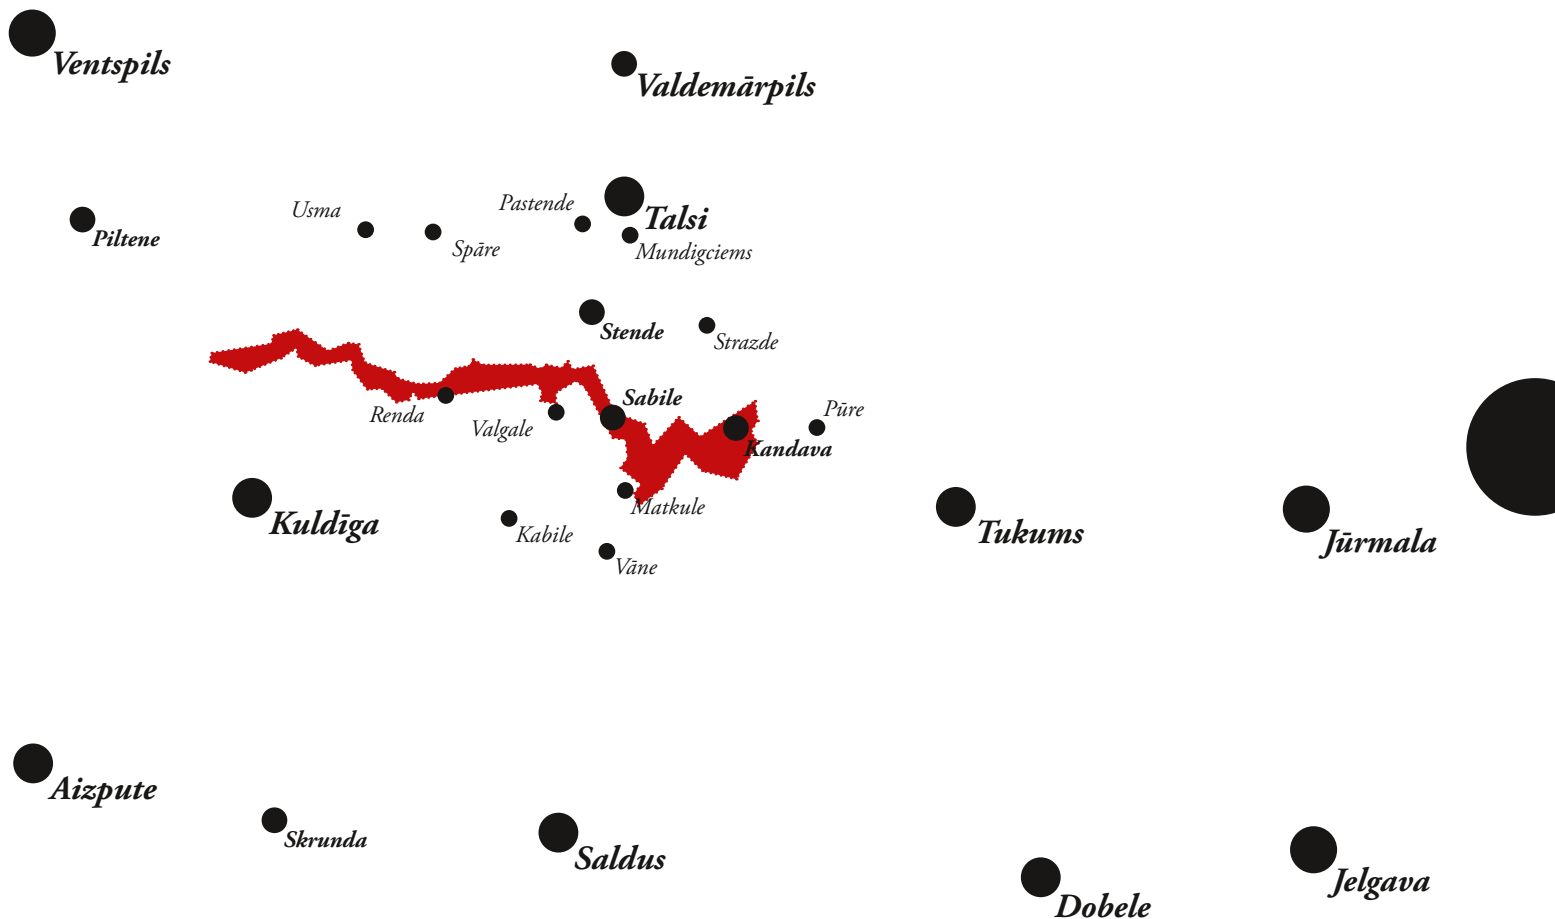 Ventspils
Valdemārpils
Pastende
Usma
Talsi
Piltene
Spāre
Mundigciems
Stende
Strazde
Sabile
Pūre
Renda
Valgale
Kandava
Matkule
Kuldīga
Kabile
Tukums
Jūrmala
Vāne
Aizpute
Skrunda
Saldus
Jelgava
Dobele